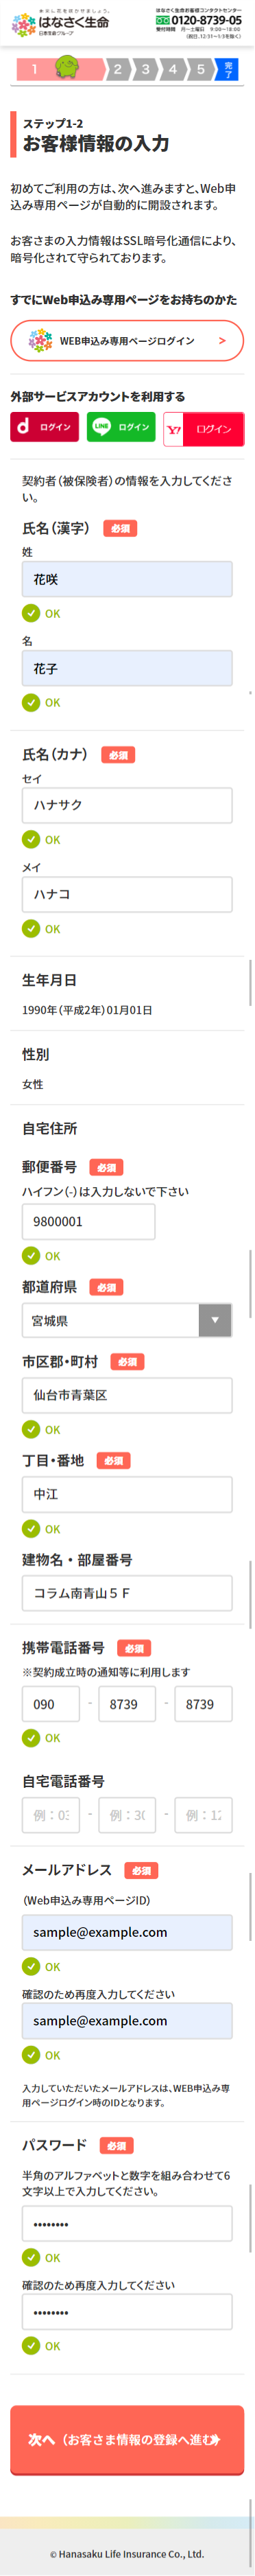 あしたに花を咲かせましょう。
はなさく生命
日本生命グループ
はなさく生命お客様コンタクトセンター
0120-8739-05
受付時間 月～土曜日 9:00～18:00
(祝日、12/31～1/3を除く)
1 2 3 4 5 完了
ステップ1-2
お客様情報の入力
初めてご利用の方は、次へ進みますと、Web申
込み専用ページが自動的に開設されます。
お客さまの入力情報はSSL暗号化通信により、
暗号化されて守られております。
すでにWeb申込み専用ページをお持ちのかた
WEB申込み専用ページログイン >
外部サービスアカウントを利用する
d ログイン LINE ログイン Y! ログイン
契約者（被保険者）の情報を入力してくださ
い。
氏名（漢字） 必須
姓
花咲
OK
名
花子
OK
氏名（カナ） 必須
セイ
ハナサク
OK
メイ
ハナコ
OK
生年月日
1990年（平成2年）01月01日
性別
女性
自宅住所
郵便番号 必須
ハイフン（-）は入力しないで下さい
9800001
OK
都道府県 必須
宮城県 ▼
市区郡・町村 必須
仙台市青葉区
OK
丁目・番地 必須
中江
OK
建物名・部屋番号
コラム南青山５Ｆ
携帯電話番号 必須
※契約成立時の通知等に利用します
090 - 8739 - 8739
OK
自宅電話番号
例：03 - 例：30 - 例：12
メールアドレス 必須
（Web申込み専用ページID）
sample@example.com
OK
確認のため再度入力してください
sample@example.com
OK
入力していただいたメールアドレスは、WEB申込み専
用ページログイン時のIDとなります。
パスワード 必須
半角のアルファベットと数字を組み合わせて6
文字以上で入力してください。
••••••••
OK
確認のため再度入力してください
••••••••
OK
次へ（お客さま情報の登録へ進む）
© Hanasaku Life Insurance Co., Ltd.